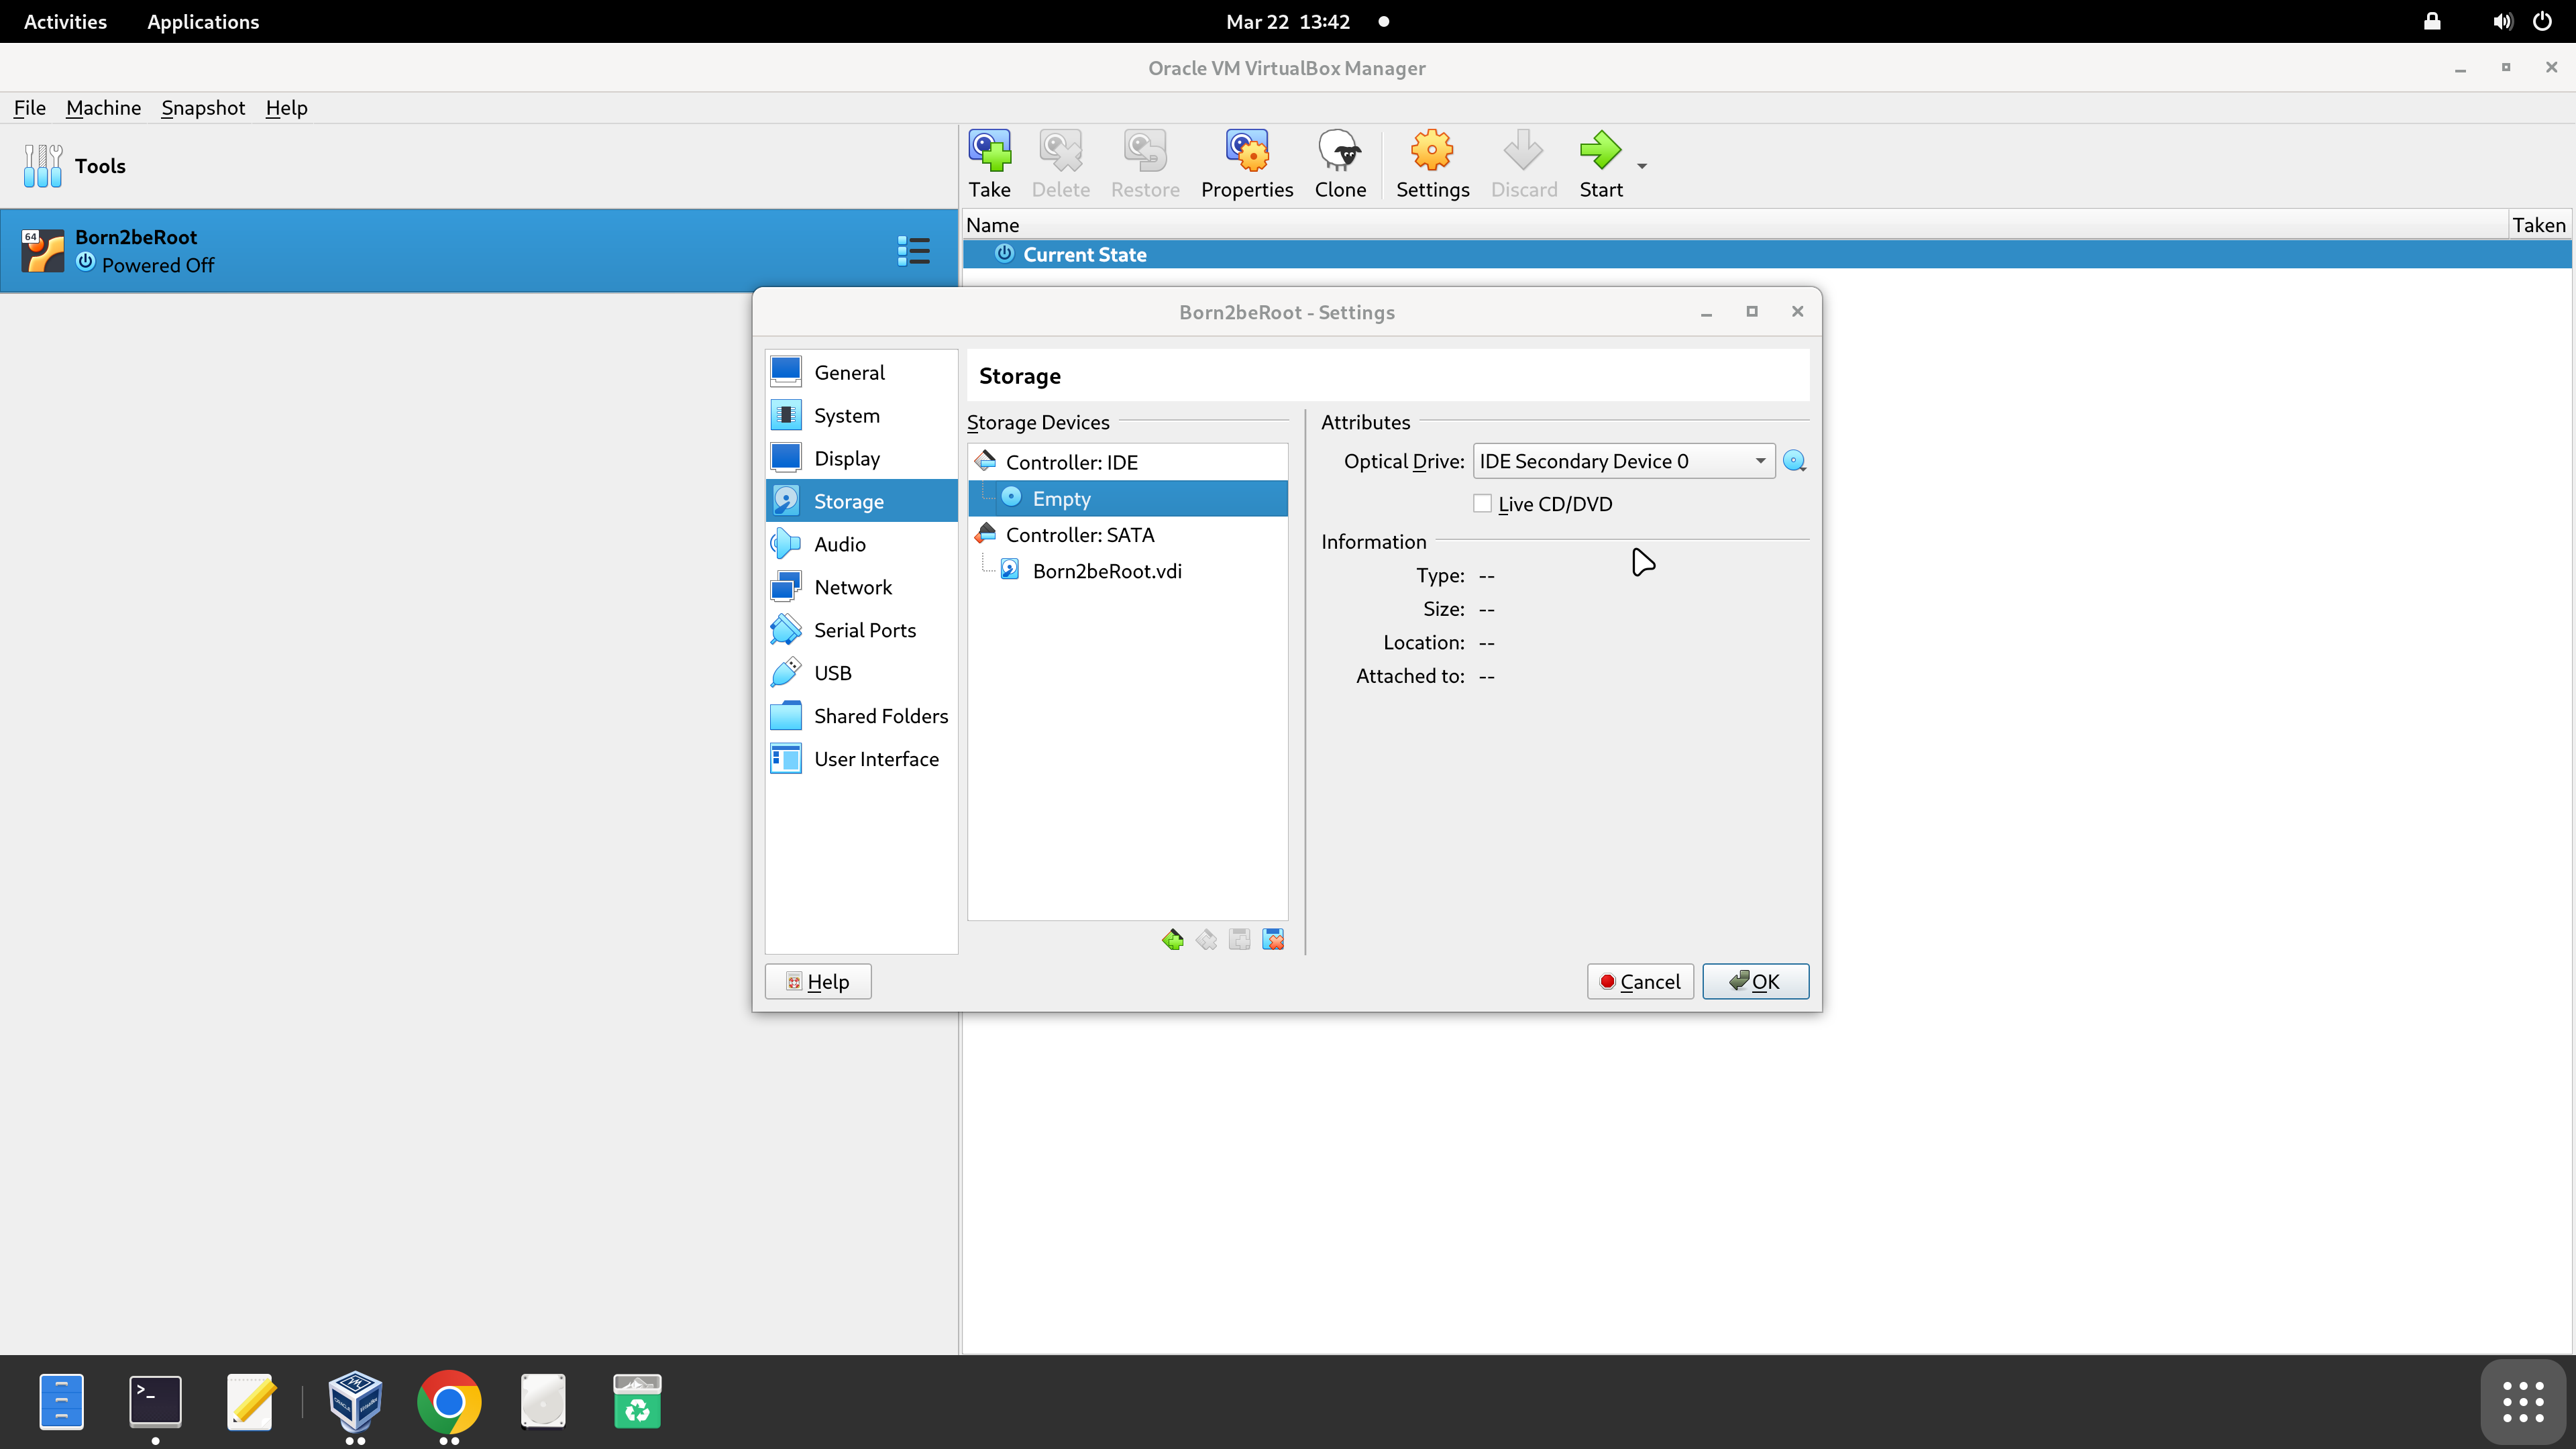 Activities Applications Mar 22 13:42
Oracle VM VirtualBox Manager
File Machine Snapshot Help
Tools
Take Delete Restore Properties Clone Settings Discard Start
64 Born2beRoot
Powered Off
Name Taken
Current State
Born2beRoot - Settings
General
System
Display
Storage
Audio
Network
Serial Ports
USB
Shared Folders
User Interface
Storage
Storage Devices
Controller: IDE
Empty
Controller: SATA
Born2beRoot.vdi
Attributes
Optical Drive: IDE Secondary Device 0
Live CD/DVD
Information
Type: --
Size: --
Location: --
Attached to: --
Help Cancel OK
>_